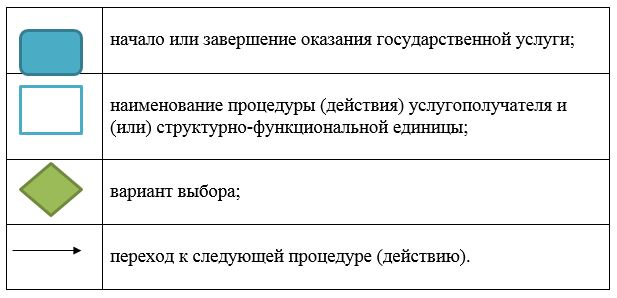 начало или завершение оказания государственной услуги;
наименование процедуры (действия) услугополучателя и
(или) структурно-функциональной единицы;
вариант выбора;
переход к следующей процедуре (действию).